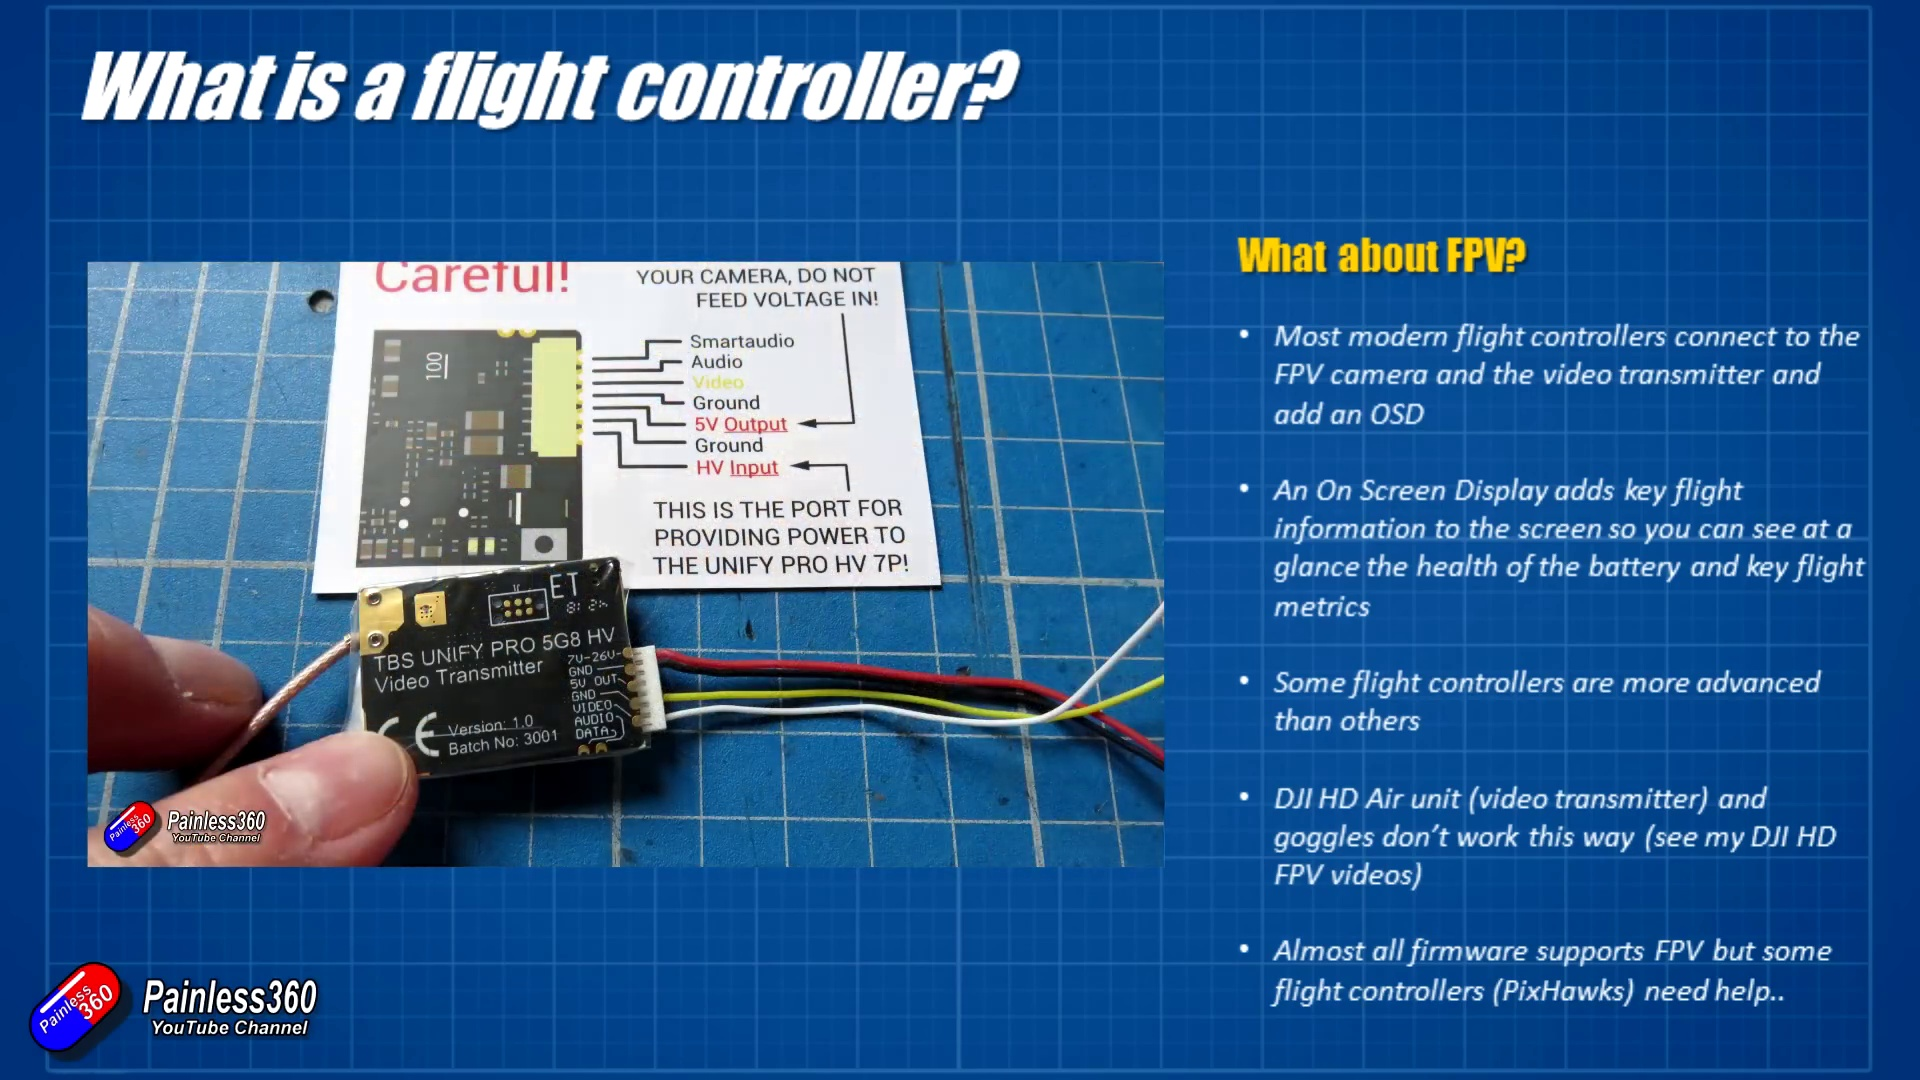 What is a flight controller?
What about FPV?
• Most modern flight controllers connect to the
FPV camera and the video transmitter and
add an OSD
• An On Screen Display adds key flight
information to the screen so you can see at a
glance the health of the battery and key flight
metrics
• Some flight controllers are more advanced
than others
• DJI HD Air unit (video transmitter) and
goggles don't work this way (see my DJI HD
FPV videos)
• Almost all firmware supports FPV but some
flight controllers (PixHawks) need help..
Careful!
YOUR CAMERA, DO NOT
FEED VOLTAGE IN!
100
Smartaudio
Audio
Video
Ground
5V Output
Ground
HV Input
THIS IS THE PORT FOR
PROVIDING POWER TO
THE UNIFY PRO HV 7P!
ET
TBS UNIFY PRO 5G8 HV
Video Transmitter
7V-26V
GND
5V OUT
GND
VIDEO
AUDIO
DATA
CE
Version: 1.0
Batch No: 3001
Painless
360
Painless360
YouTube Channel
Painless
360
Painless360
YouTube Channel